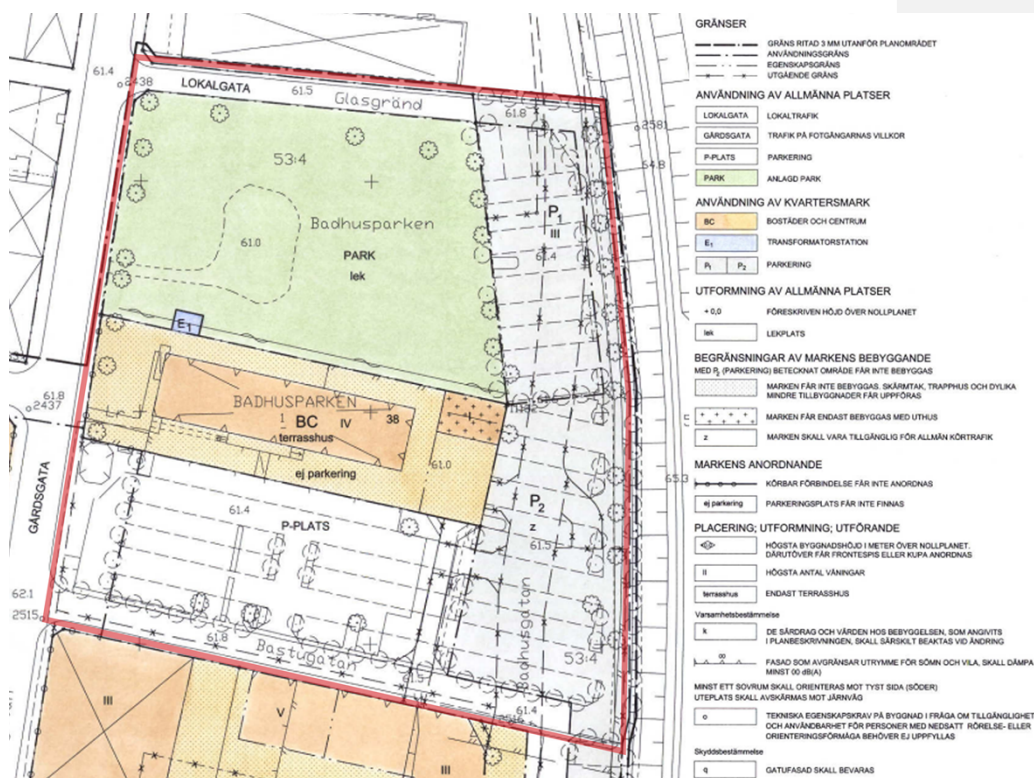 61.4
2438
LOKALGATA
61.5
Glasgränd
61.8
2581
64.8
53:4
P1
III
61.4
Badhusparken
61.0
PARK
lek
E1
61.8
2437
BADHUSPARKEN
1
BC
IV
38
terrasshus
ej parkering
61.0
65.3
GÅRDSGATA
61.4
P-PLATS
P2
z
61.5
62.1
2515
61.8
Bastugatan
Badhusgatan
53:4
III
V
III
GRÄNSER
GRÄNS RITAD 3 MM UTANFÖR PLANOMRÅDET
ANVÄNDNINGSGRÄNS
EGENSKAPSGRÄNS
UTGÅENDE GRÄNS
ANVÄNDNING AV ALLMÄNNA PLATSER
LOKALGATA LOKALTRAFIK
GÅRDSGATA TRAFIK PÅ FOTGÄNGARNAS VILLKOR
P-PLATS PARKERING
PARK ANLAGD PARK
ANVÄNDNING AV KVARTERSMARK
BC BOSTÄDER OCH CENTRUM
E1 TRANSFORMATORSTATION
P1 P2 PARKERING
UTFORMNING AV ALLMÄNNA PLATSER
+ 0,0 FÖRESKRIVEN HÖJD ÖVER NOLLPLANET
lek LEKPLATS
BEGRÄNSNINGAR AV MARKENS BEBYGGANDE
MED P2 (PARKERING) BETECKNAT OMRÅDE FÅR INTE BEBYGGAS
MARKEN FÅR INTE BEBYGGAS. SKÄRMTAK, TRAPPHUS OCH DYLIKA
MINDRE TILLBYGGNADER FÅR UPPFÖRAS
MARKEN FÅR ENDAST BEBYGGAS MED UTHUS
z MARKEN SKALL VARA TILLGÄNGLIG FÖR ALLMÄN KÖRTRAFIK
MARKENS ANORDNANDE
KÖRBAR FÖRBINDELSE FÅR INTE ANORDNAS
ej parkering PARKERINGSPLATS FÅR INTE FINNAS
PLACERING; UTFORMNING; UTFÖRANDE
HÖGSTA BYGGNADSHÖJD I METER ÖVER NOLLPLANET.
DÄRUTÖVER FÅR FRONTESPIS ELLER KUPA ANORDNAS
II HÖGSTA ANTAL VÅNINGAR
terrasshus ENDAST TERRASSHUS
Varsamhetsbestämmelse
k DE SÄRDRAG OCH VÄRDEN HOS BEBYGGELSEN, SOM ANGIVITS
I PLANBESKRIVNINGEN, SKALL SÄRSKILT BEAKTAS VID ÄNDRING
00 FASAD SOM AVGRÄNSAR UTRYMME FÖR SÖMN OCH VILA, SKALL DÄMPA
MINST 00 dB(A)
MINST ETT SOVRUM SKALL ORIENTERAS MOT TYST SIDA (SÖDER)
UTEPLATS SKALL AVSKÄRMAS MOT JÄRNVÄG
o TEKNISKA EGENSKAPSKRAV PÅ BYGGNAD I FRÅGA OM TILLGÄNGLIGHET
OCH ANVÄNDBARHET FÖR PERSONER MED NEDSATT RÖRELSE- ELLER
ORIENTERINGSFÖRMÅGA BEHÖVER EJ UPPFYLLAS
Skyddsbestämmelse
q GATUFASAD SKALL BEVARAS